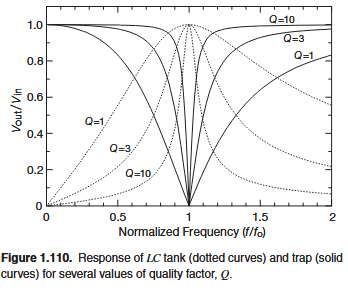 1.0
0.8
0.6
0.4
0.2
0
Vout/Vin
Q=10
Q=3
Q=1
Q=1
Q=3
Q=10
0
0.5
1
1.5
2
Normalized Frequency (f/fo)
Figure 1.110. Response of LC tank (dotted curves) and trap (solid
curves) for several values of quality factor, Q.